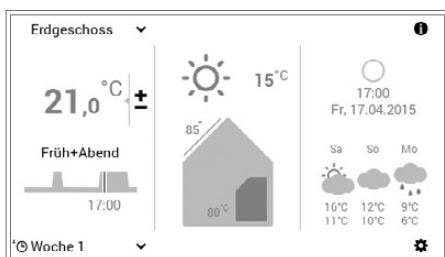 Erdgeschoss
21,0 °C ±
Früh+Abend
17:00
Woche 1
15°C
85°
80°C
17:00
Fr, 17.04.2015
Sa So Mo
16°C 12°C 9°C
11°C 10°C 6°C